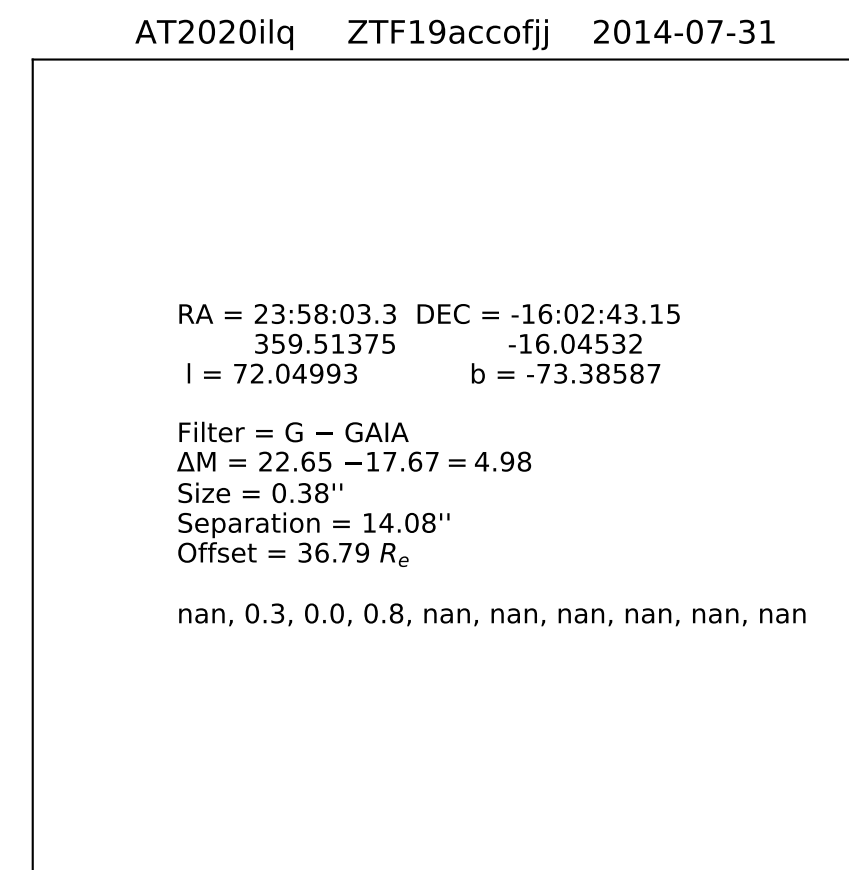 AT2020ilq ZTF19accofjj 2014-07-31
RA = 23:58:03.3 DEC = -16:02:43.15
359.51375 -16.04532
l = 72.04993 b = -73.38587
Filter = G − GAIA
ΔM = 22.65 −17.67 = 4.98
Size = 0.38''
Separation = 14.08''
Offset = 36.79 Rₑ
nan, 0.3, 0.0, 0.8, nan, nan, nan, nan, nan, nan